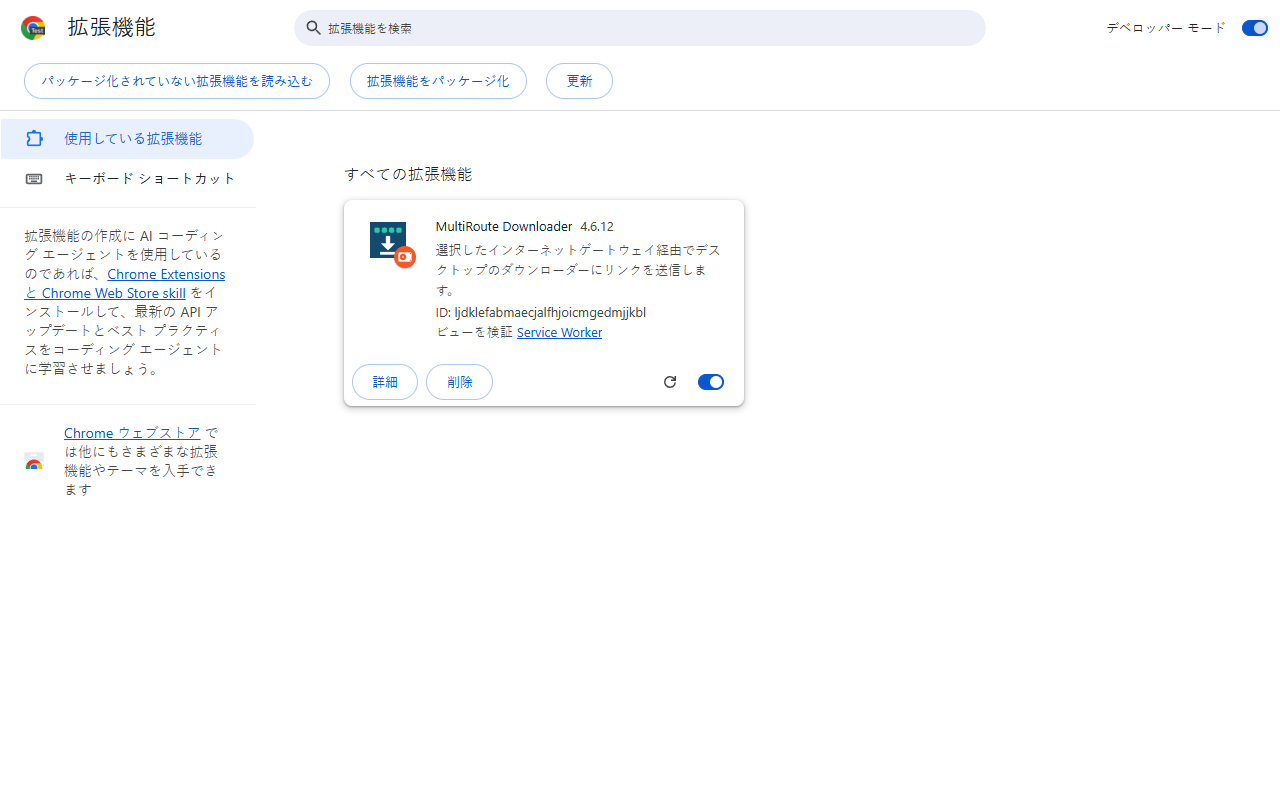 拡張機能
拡張機能を検索
デベロッパー モード
パッケージ化されていない拡張機能を読み込む
拡張機能をパッケージ化
更新
使用している拡張機能
キーボード ショートカット
拡張機能の作成に AI コーディン
グ エージェントを使用している
のであれば、Chrome Extensions
と Chrome Web Store skill をイ
ンストールして、最新の API ア
ップデートとベスト プラクティ
スをコーディング エージェント
に学習させましょう。
Chrome ウェブストア で
は他にもさまざまな拡張
機能やテーマを入手でき
ます
すべての拡張機能
MultiRoute Downloader 4.6.12
選択したインターネットゲートウェイ経由でデス
クトップのダウンローダーにリンクを送信しま
す。
ID: ljdklefabmaecjalfhjoicmgedmjjkbl
ビューを検証 Service Worker
詳細
削除